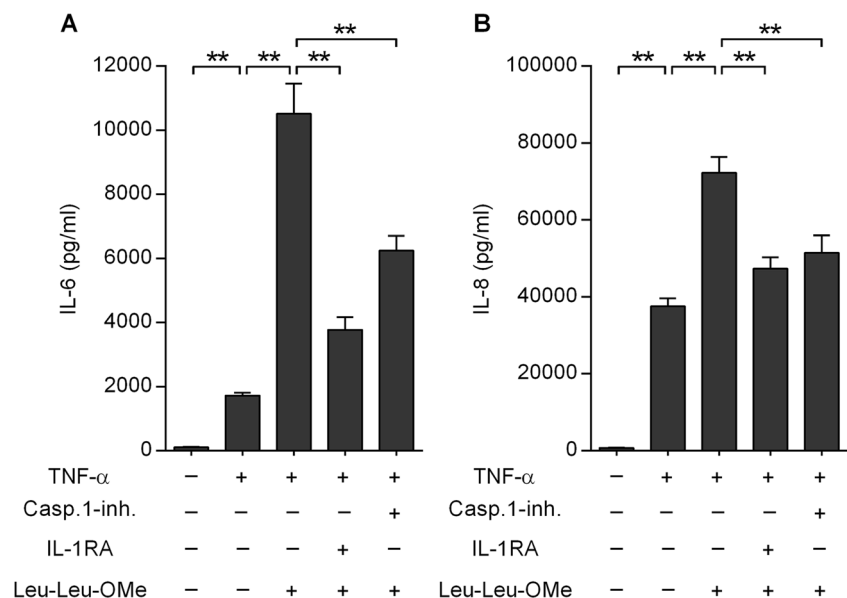 A
B
** ** ** **
** ** ** **
12000
10000
8000
6000
4000
2000
0
IL-6 (pg/ml)
100000
80000
60000
40000
20000
0
IL-8 (pg/ml)
TNF-α – + + + +
Casp.1-inh. – – – – +
IL-1RA – – – + –
Leu-Leu-OMe – – + + +
TNF-α – + + + +
Casp.1-inh. – – – – +
IL-1RA – – – + –
Leu-Leu-OMe – – + + +